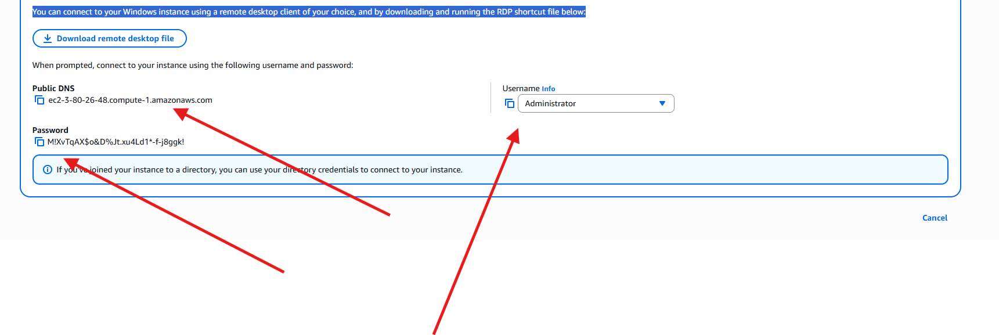 You can connect to your Windows instance using a remote desktop client of your choice, and by downloading and running the RDP shortcut file below:
Download remote desktop file
When prompted, connect to your instance using the following username and password:
Public DNS
ec2-3-80-26-48.compute-1.amazonaws.com
Username Info
Administrator
Password
M!XvTqAX$o&D%Jt.xu4Ld1*-f-j8ggk!
If you've joined your instance to a directory, you can use your directory credentials to connect to your instance.
Cancel